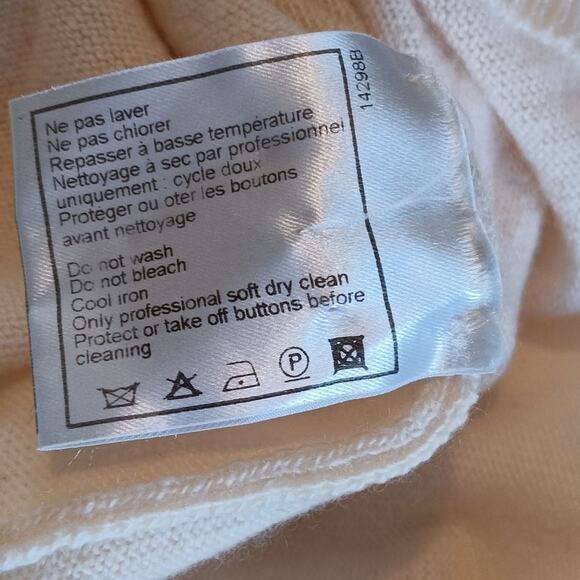 Ne pas laver
Ne pas chlorer
Repasser à basse température
Nettoyage à sec par professionnel
uniquement : cycle doux
Proteger ou oter les boutons
avant nettoyage
Do not wash
Do not bleach
Cool iron
Only professional soft dry clean
Protect or take off buttons before
cleaning
P
14298B